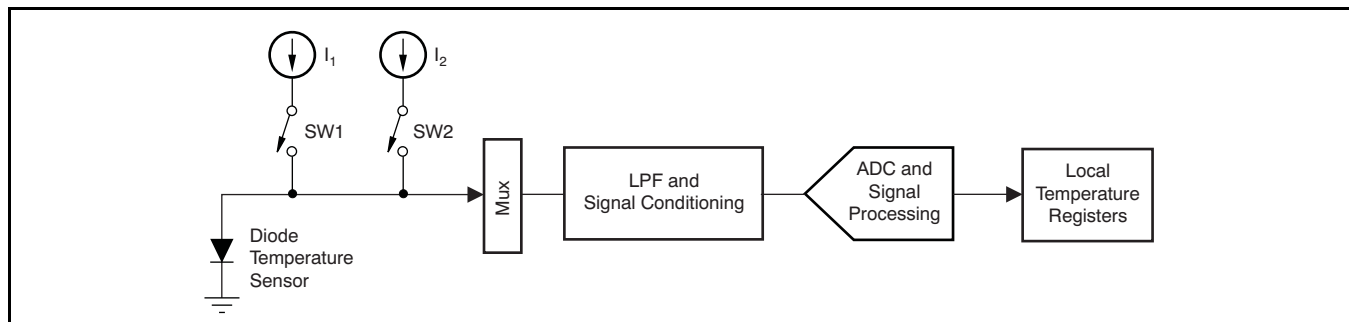 I₁
I₂
SW1
SW2
Mux
LPF and
Signal Conditioning
ADC and
Signal
Processing
Local
Temperature
Registers
Diode
Temperature
Sensor